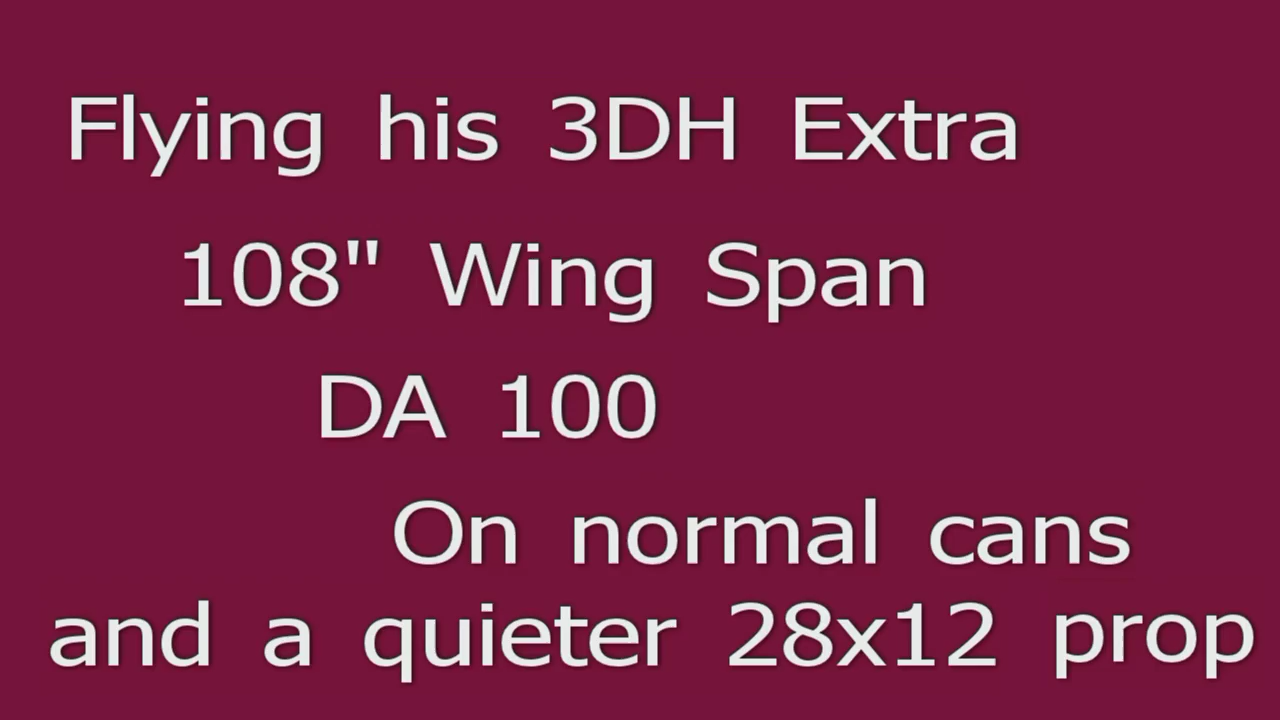 Flying his 3DH Extra
108" Wing Span
DA 100
On normal cans
and a quieter 28x12 prop